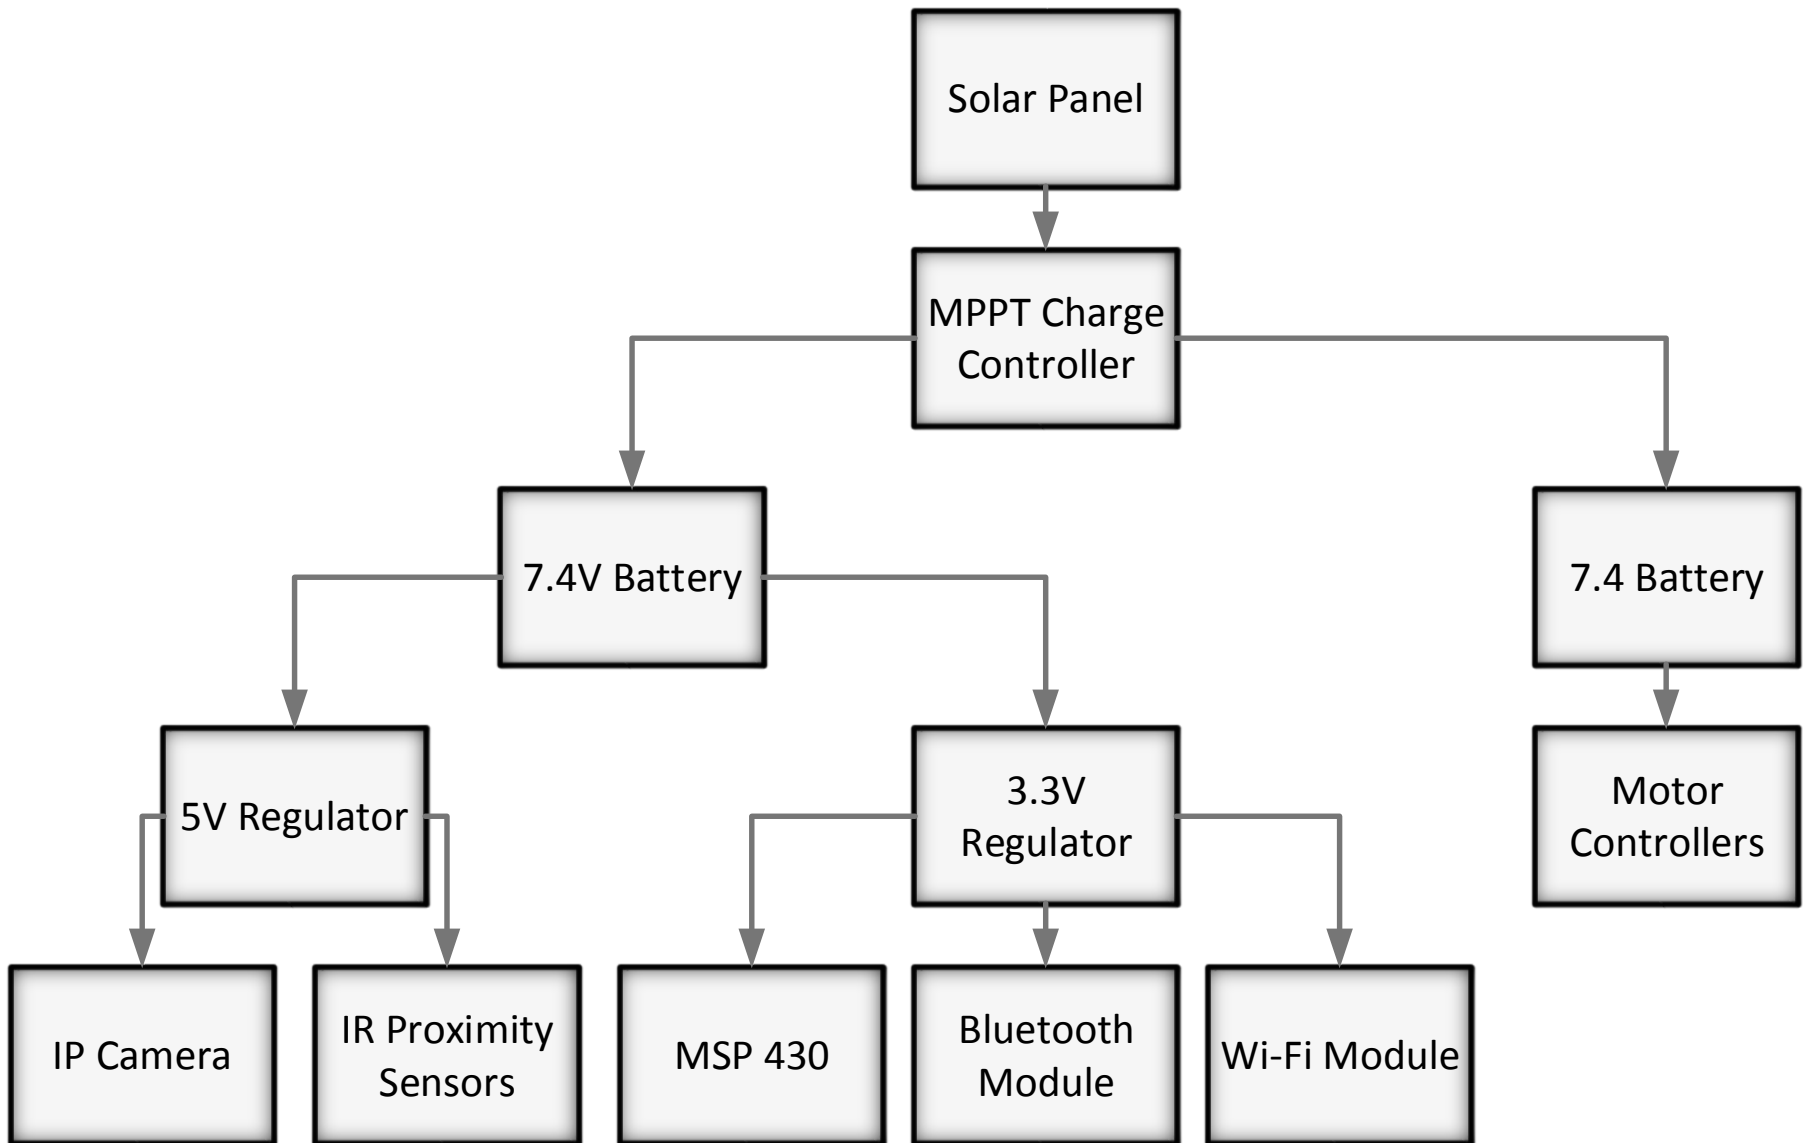 Solar Panel
MPPT Charge
Controller
7.4V Battery
7.4 Battery
5V Regulator
3.3V
Regulator
Motor
Controllers
IP Camera
IR Proximity
Sensors
MSP 430
Bluetooth
Module
Wi-Fi Module